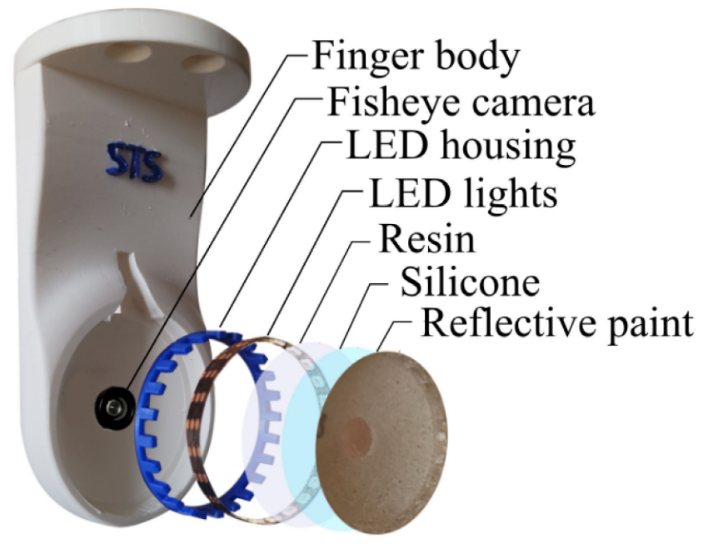 Finger body
Fisheye camera
LED housing
STS
LED lights
Resin
Silicone
Reflective paint